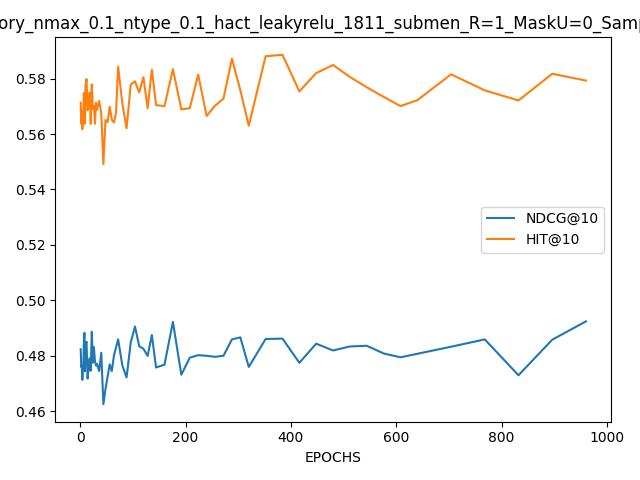 ory_nmax_0.1_ntype_0.1_hact_leakyrelu_1811_submen_R=1_MaskU=0_Samp
0.58
0.56
0.54
0.52
0.50
0.48
0.46
NDCG@10
HIT@10
0 200 400 600 800 1000
EPOCHS